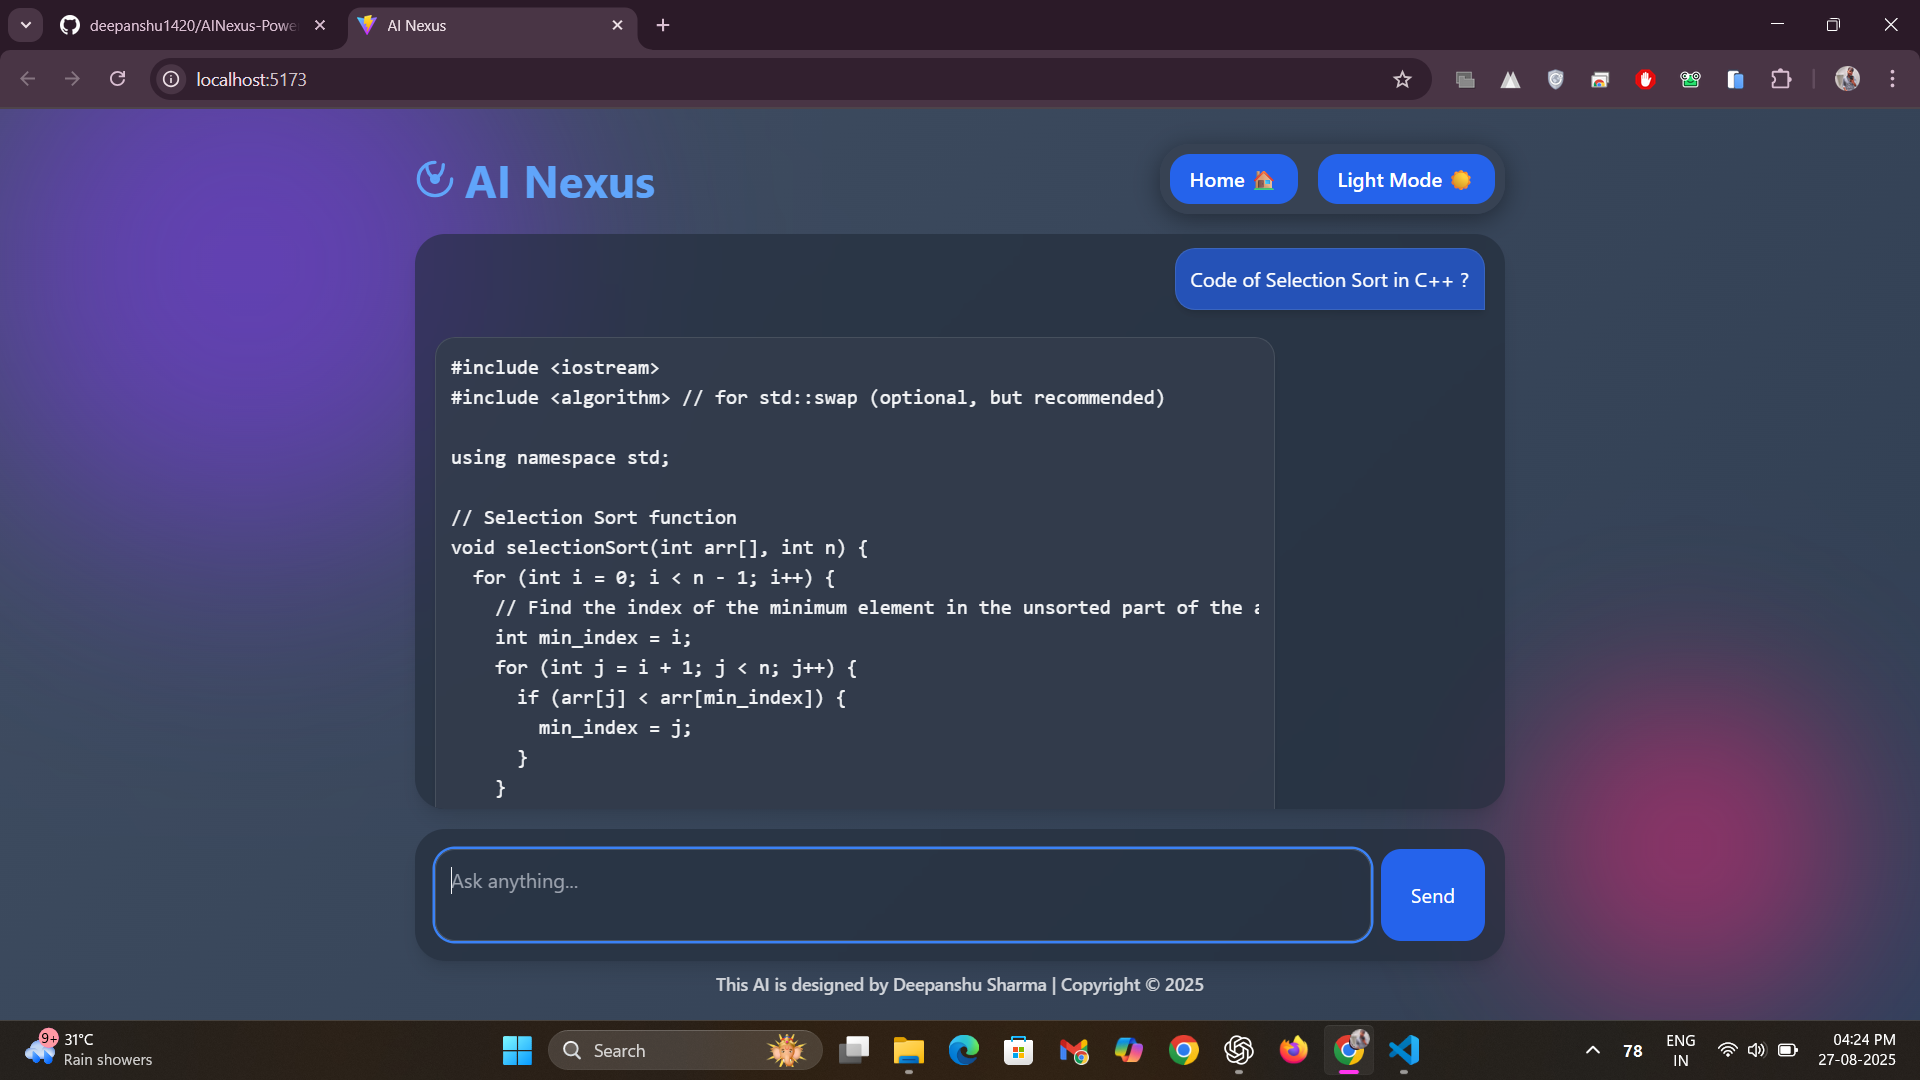 deepanshu1420/AINexus-Powe
AI Nexus
localhost:5173
AI Nexus
Home
Light Mode
Code of Selection Sort in C++ ?
#include <iostream>
#include <algorithm> // for std::swap (optional, but recommended)
using namespace std;
// Selection Sort function
void selectionSort(int arr[], int n) {
for (int i = 0; i < n - 1; i++) {
// Find the index of the minimum element in the unsorted part of the a
int min_index = i;
for (int j = i + 1; j < n; j++) {
if (arr[j] < arr[min_index]) {
min_index = j;
}
}
Ask anything...
Send
This AI is designed by Deepanshu Sharma | Copyright © 2025
9+
31°C
Rain showers
Search
78
ENG
IN
04:24 PM
27-08-2025